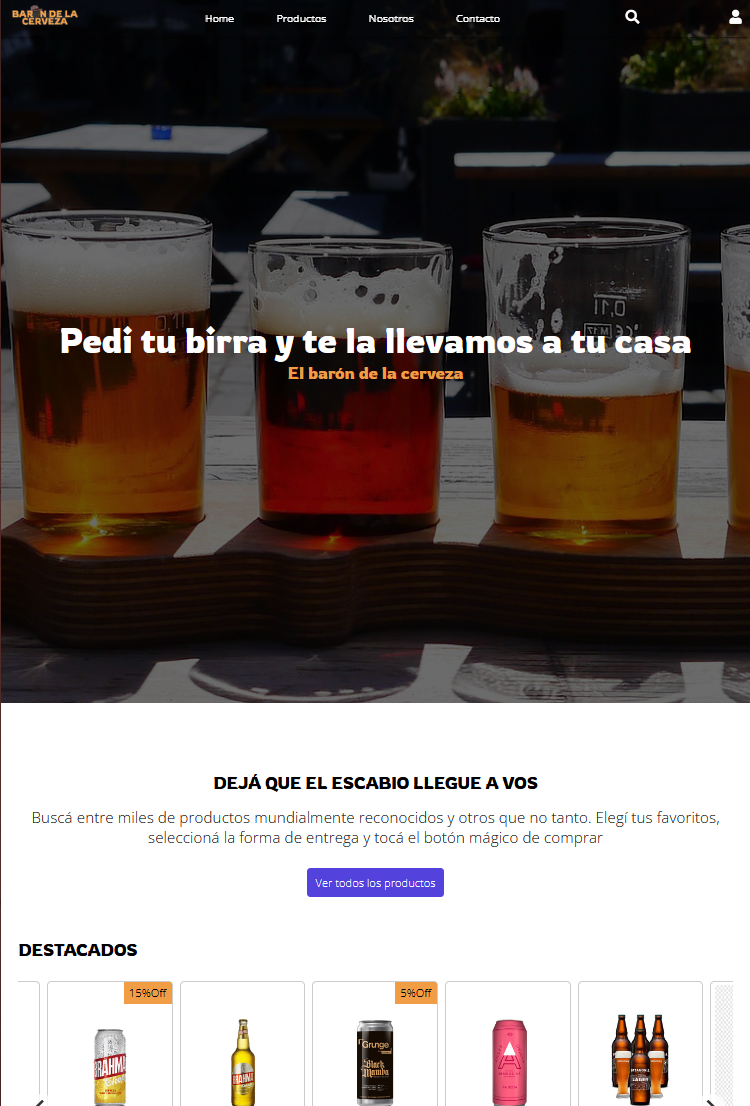 BARÓN DE LA
CERVEZA
Home
Productos
Nosotros
Contacto
0,1l
M 17
Pedi tu birra y te la llevamos a tu casa
El barón de la cerveza
DEJÁ QUE EL ESCABIO LLEGUE A VOS
Buscá entre miles de productos mundialmente reconocidos y otros que no tanto. Elegí tus favoritos,
seleccioná la forma de entrega y tocá el botón mágico de comprar
Ver todos los productos
DESTACADOS
15%Off
5%Off
BRAHMA
BRAHMA
Grunge
Black
Mamba